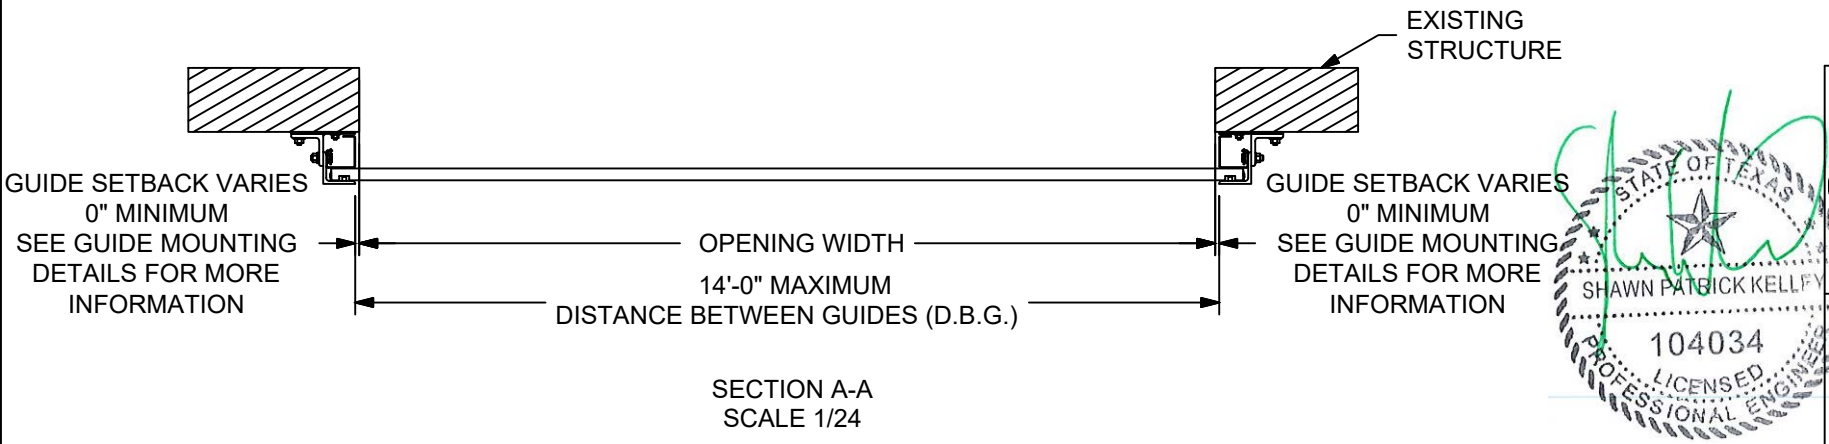 EXISTING
STRUCTURE
GUIDE SETBACK VARIES
0" MINIMUM
SEE GUIDE MOUNTING
DETAILS FOR MORE
INFORMATION
OPENING WIDTH
14'-0" MAXIMUM
DISTANCE BETWEEN GUIDES (D.B.G.)
GUIDE SETBACK VARIES
0" MINIMUM
SEE GUIDE MOUNTING
DETAILS FOR MORE
INFORMATION
SECTION A-A
SCALE 1/24
STATE OF TEXAS
SHAWN PATRICK KELLEY
104034
LICENSED
PROFESSIONAL ENGINEER